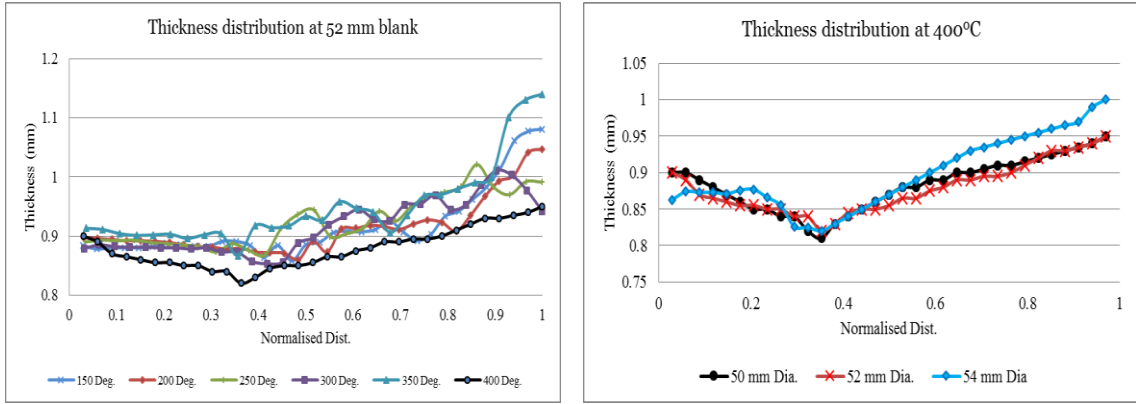 Thickness distribution at 52 mm blank
1.2
1.1
1
0.9
0.8
Thickness (mm)
0 0.1 0.2 0.3 0.4 0.5 0.6 0.7 0.8 0.9 1
Normalised Dist.
150 Deg. 200 Deg. 250 Deg. 300 Deg. 350 Deg. 400 Deg.
Thickness distribution at 400⁰C
1.05
1
0.95
0.9
0.85
0.8
0.75
Thickness (mm)
0 0.2 0.4 0.6 0.8 1
Normalised Dist.
50 mm Dia. 52 mm Dia. 54 mm Dia